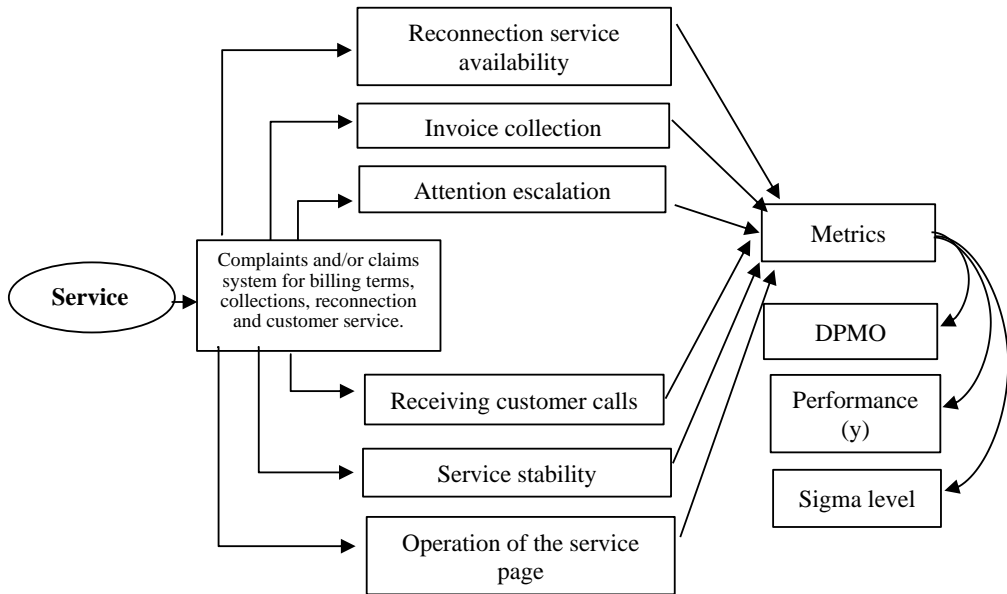 Reconnection service
availability
Invoice collection
Attention escalation
Metrics
Complaints and/or claims
system for billing terms,
collections, reconnection
and customer service.
Service
DPMO
Receiving customer calls
Performance
(y)
Service stability
Sigma level
Operation of the service
page